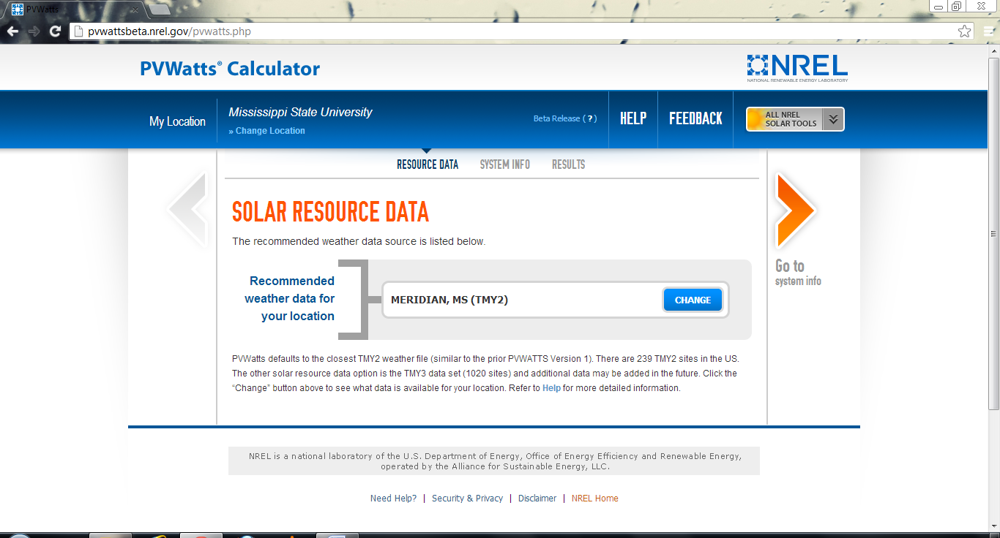 PVWatts
pvwattsbeta.nrel.gov/pvwatts.php
PVWatts® Calculator
NREL
NATIONAL RENEWABLE ENERGY LABORATORY
My Location
Mississippi State University
» Change Location
Beta Release ( ? )
HELP
FEEDBACK
ALL NREL
SOLAR TOOLS
RESOURCE DATA SYSTEM INFO RESULTS
SOLAR RESOURCE DATA
The recommended weather data source is listed below.
Recommended
weather data for
your location
MERIDIAN, MS (TMY2)
CHANGE
Go to
system info
PVWatts defaults to the closest TMY2 weather file (similar to the prior PVWATTS Version 1). There are 239 TMY2 sites in the US.
The other solar resource data option is the TMY3 data set (1020 sites) and additional data may be added in the future. Click the
“Change” button above to see what data is available for your location. Refer to Help for more detailed information.
NREL is a national laboratory of the U.S. Department of Energy, Office of Energy Efficiency and Renewable Energy,
operated by the Alliance for Sustainable Energy, LLC.
Need Help? | Security & Privacy | Disclaimer | NREL Home